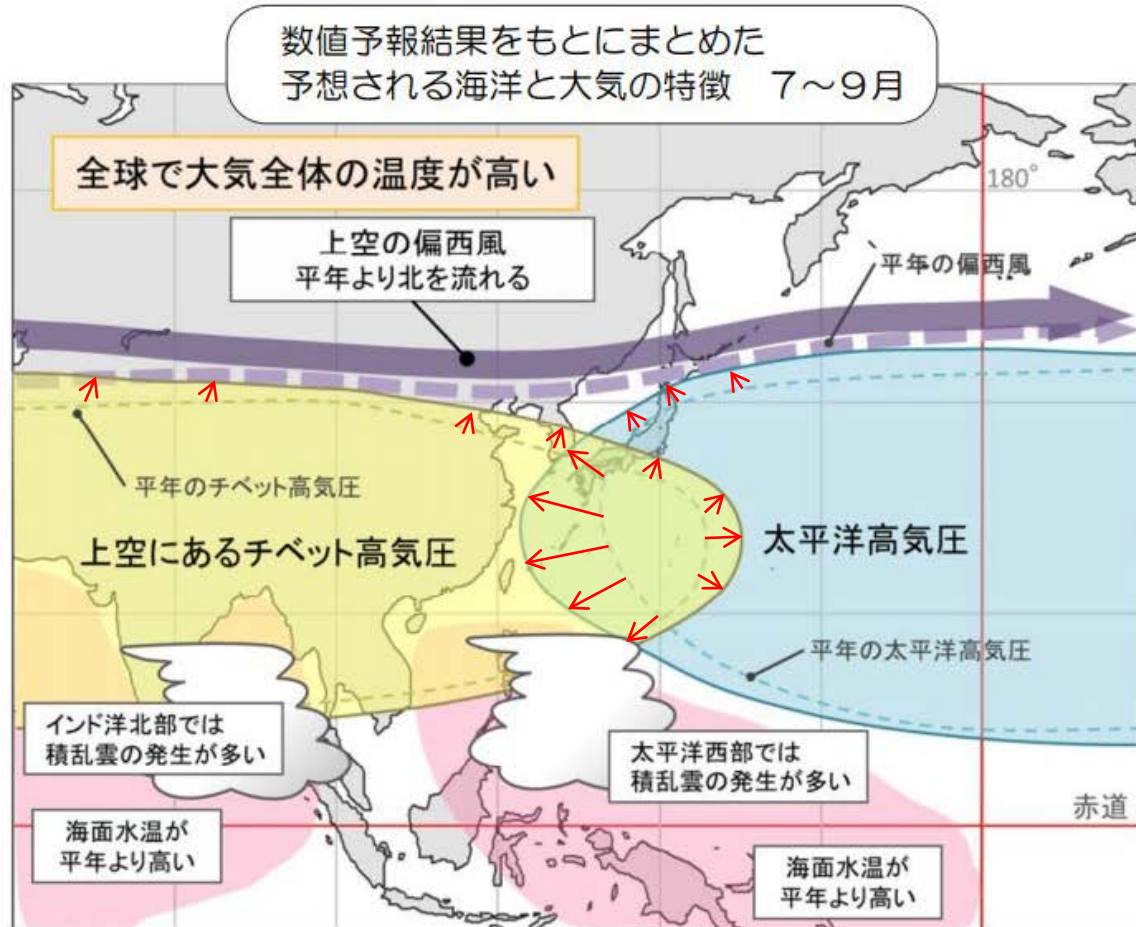 数値予報結果をもとにまとめた
予想される海洋と大気の特徴　7～9月
全球で大気全体の温度が高い
180°
上空の偏西風
平年より北を流れる
平年の偏西風
平年のチベット高気圧
上空にあるチベット高気圧
太平洋高気圧
平年の太平洋高気圧
インド洋北部では
積乱雲の発生が多い
太平洋西部では
積乱雲の発生が多い
赤道
海面水温が
平年より高い
海面水温が
平年より高い